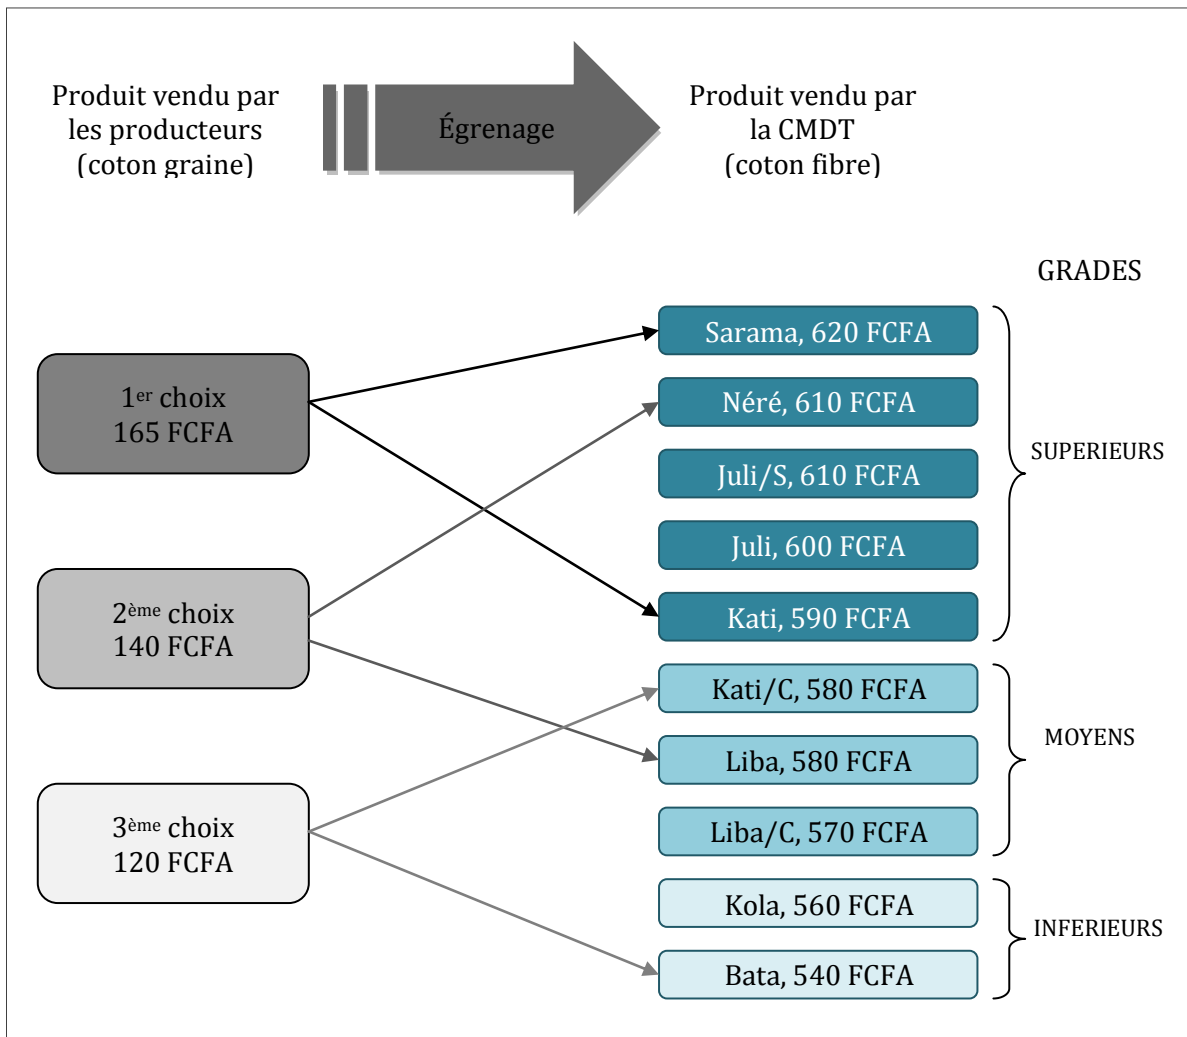 Produit vendu par
les producteurs
(coton graine)
Égrenage
Produit vendu par
la CMDT
(coton fibre)
GRADES
1er choix
165 FCFA
2ème choix
140 FCFA
3ème choix
120 FCFA
Sarama, 620 FCFA
Néré, 610 FCFA
Juli/S, 610 FCFA
Juli, 600 FCFA
Kati, 590 FCFA
Kati/C, 580 FCFA
Liba, 580 FCFA
Liba/C, 570 FCFA
Kola, 560 FCFA
Bata, 540 FCFA
SUPERIEURS
MOYENS
INFERIEURS